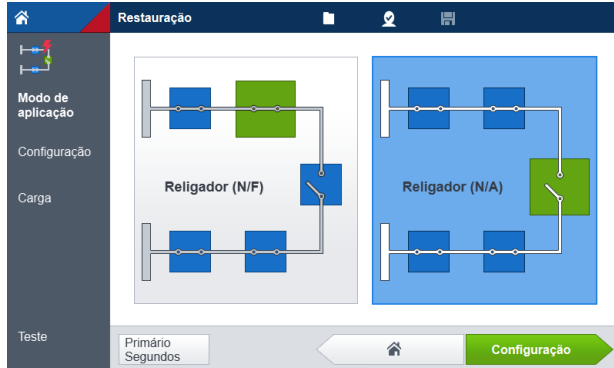 Restauração
Modo de
aplicação
Configuração
Carga
Teste
Religador (N/F)
Religador (N/A)
Primário
Segundos
Configuração